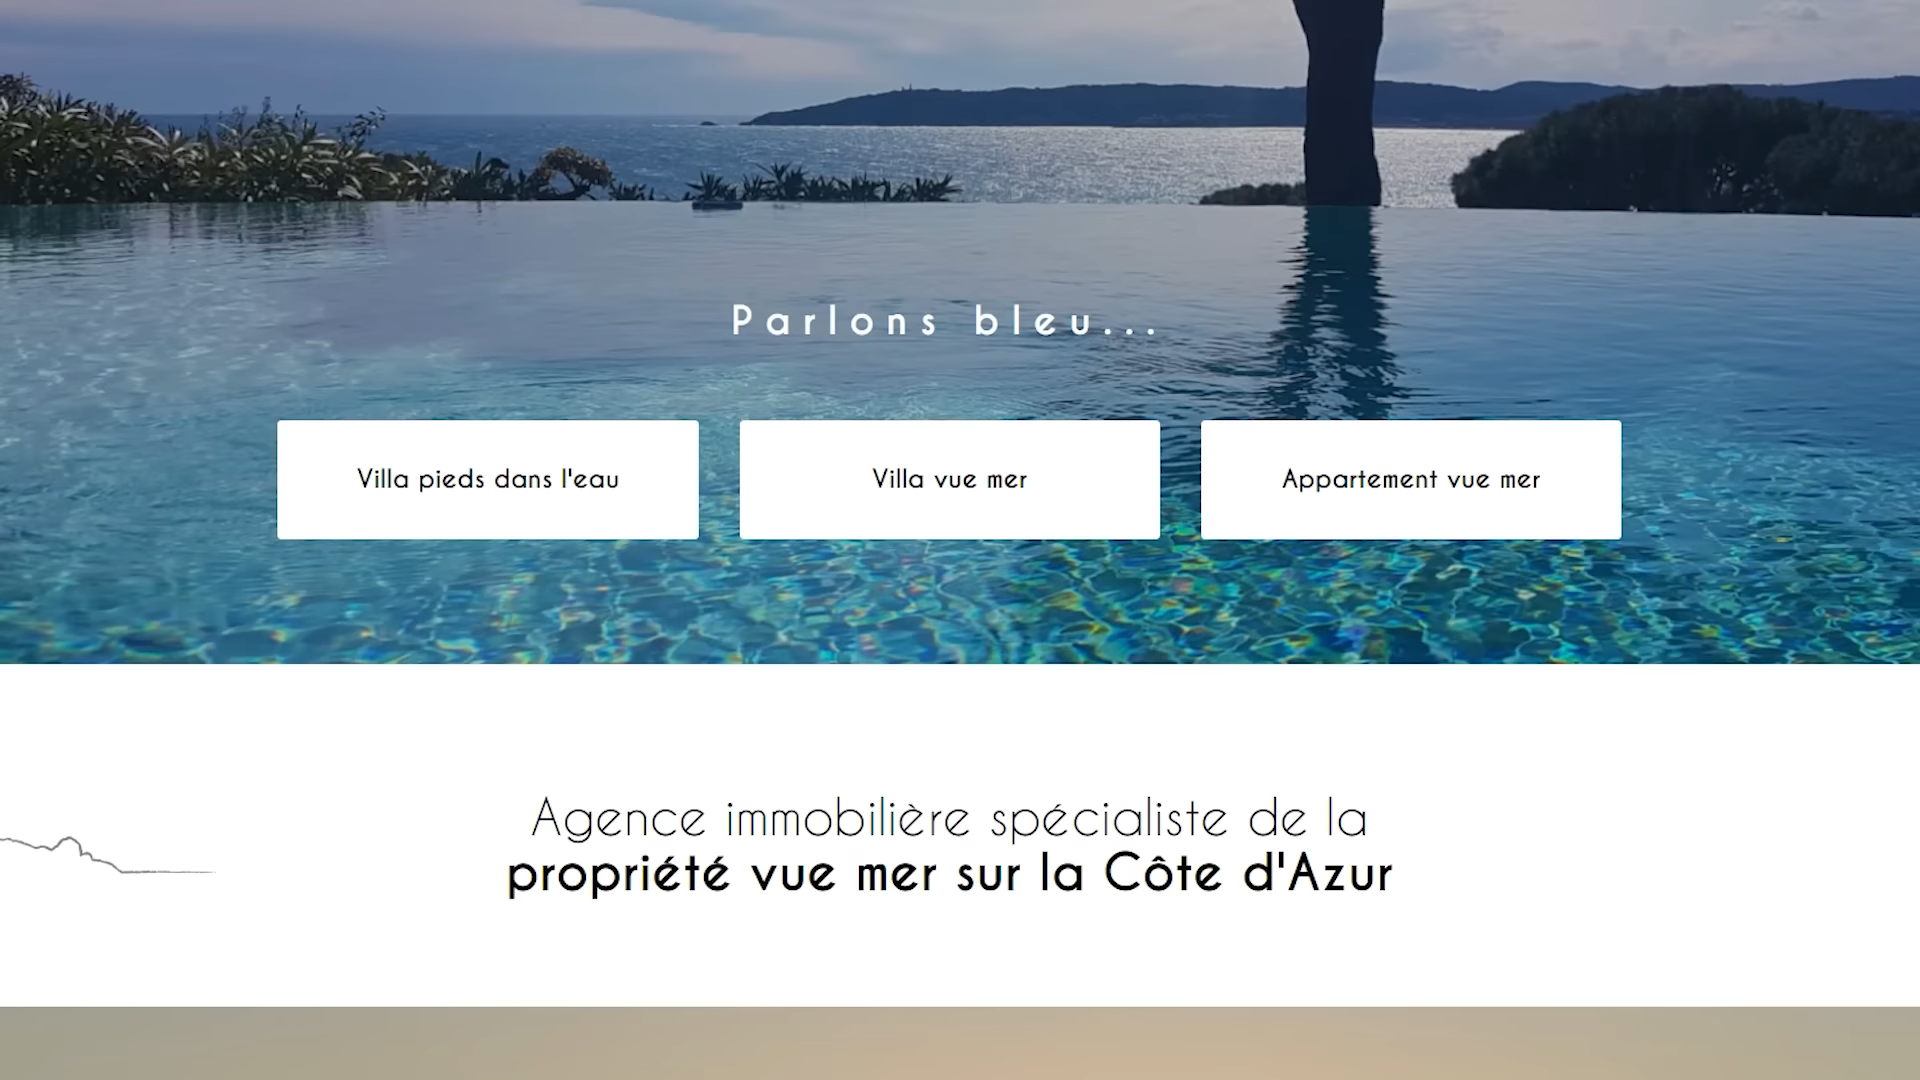 Parlons bleu...
Villa pieds dans l'eau
Villa vue mer
Appartement vue mer
Agence immobilière spécialiste de la
propriété vue mer sur la Côte d'Azur